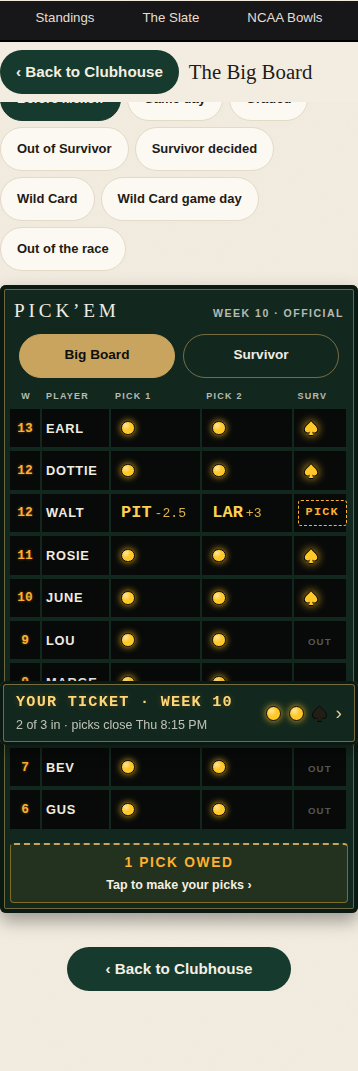 Standings The Slate NCAA Bowls
‹ Back to Clubhouse The Big Board
Out of Survivor Survivor decided
Wild Card Wild Card game day
Out of the race
PICK’EM WEEK 10 · OFFICIAL
Big Board Survivor
W PLAYER PICK 1 PICK 2 SURV
13 EARL
12 DOTTIE
12 WALT PIT -2.5 LAR +3 PICK
11 ROSIE
10 JUNE
9 LOU OUT
YOUR TICKET · WEEK 10
2 of 3 in · picks close Thu 8:15 PM ›
7 BEV OUT
6 GUS OUT
1 PICK OWED
Tap to make your picks ›
‹ Back to Clubhouse